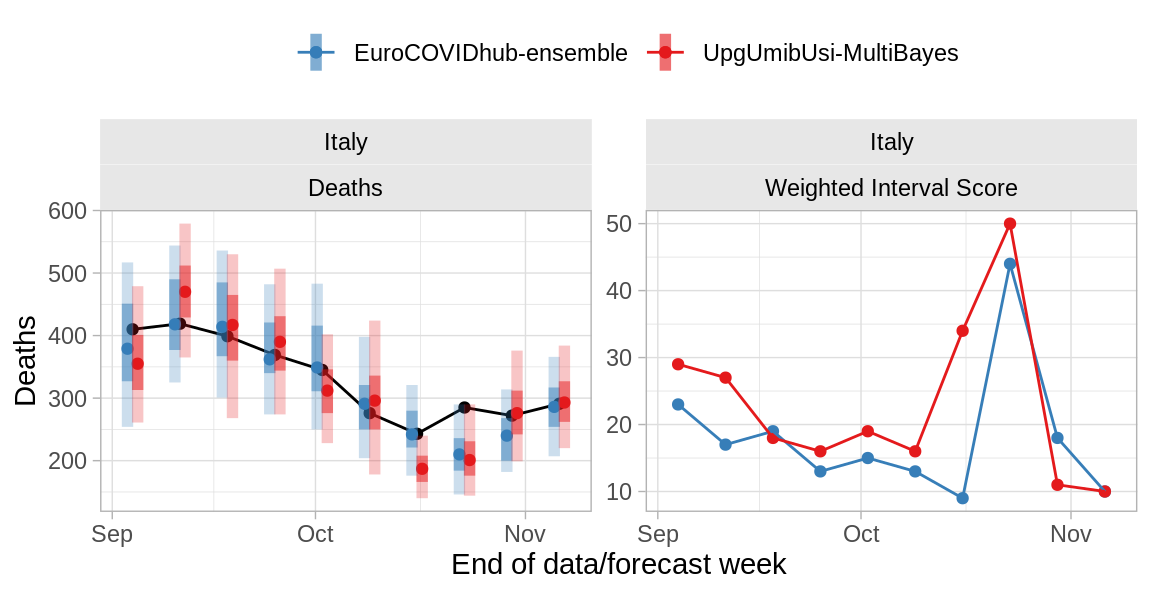 EuroCOVIDhub-ensemble UpgUmibUsi-MultiBayes
Italy
Deaths
Italy
Weighted Interval Score
Deaths
600
500
400
300
200
Sep Oct Nov
50
40
30
20
10
Sep Oct Nov
End of data/forecast week